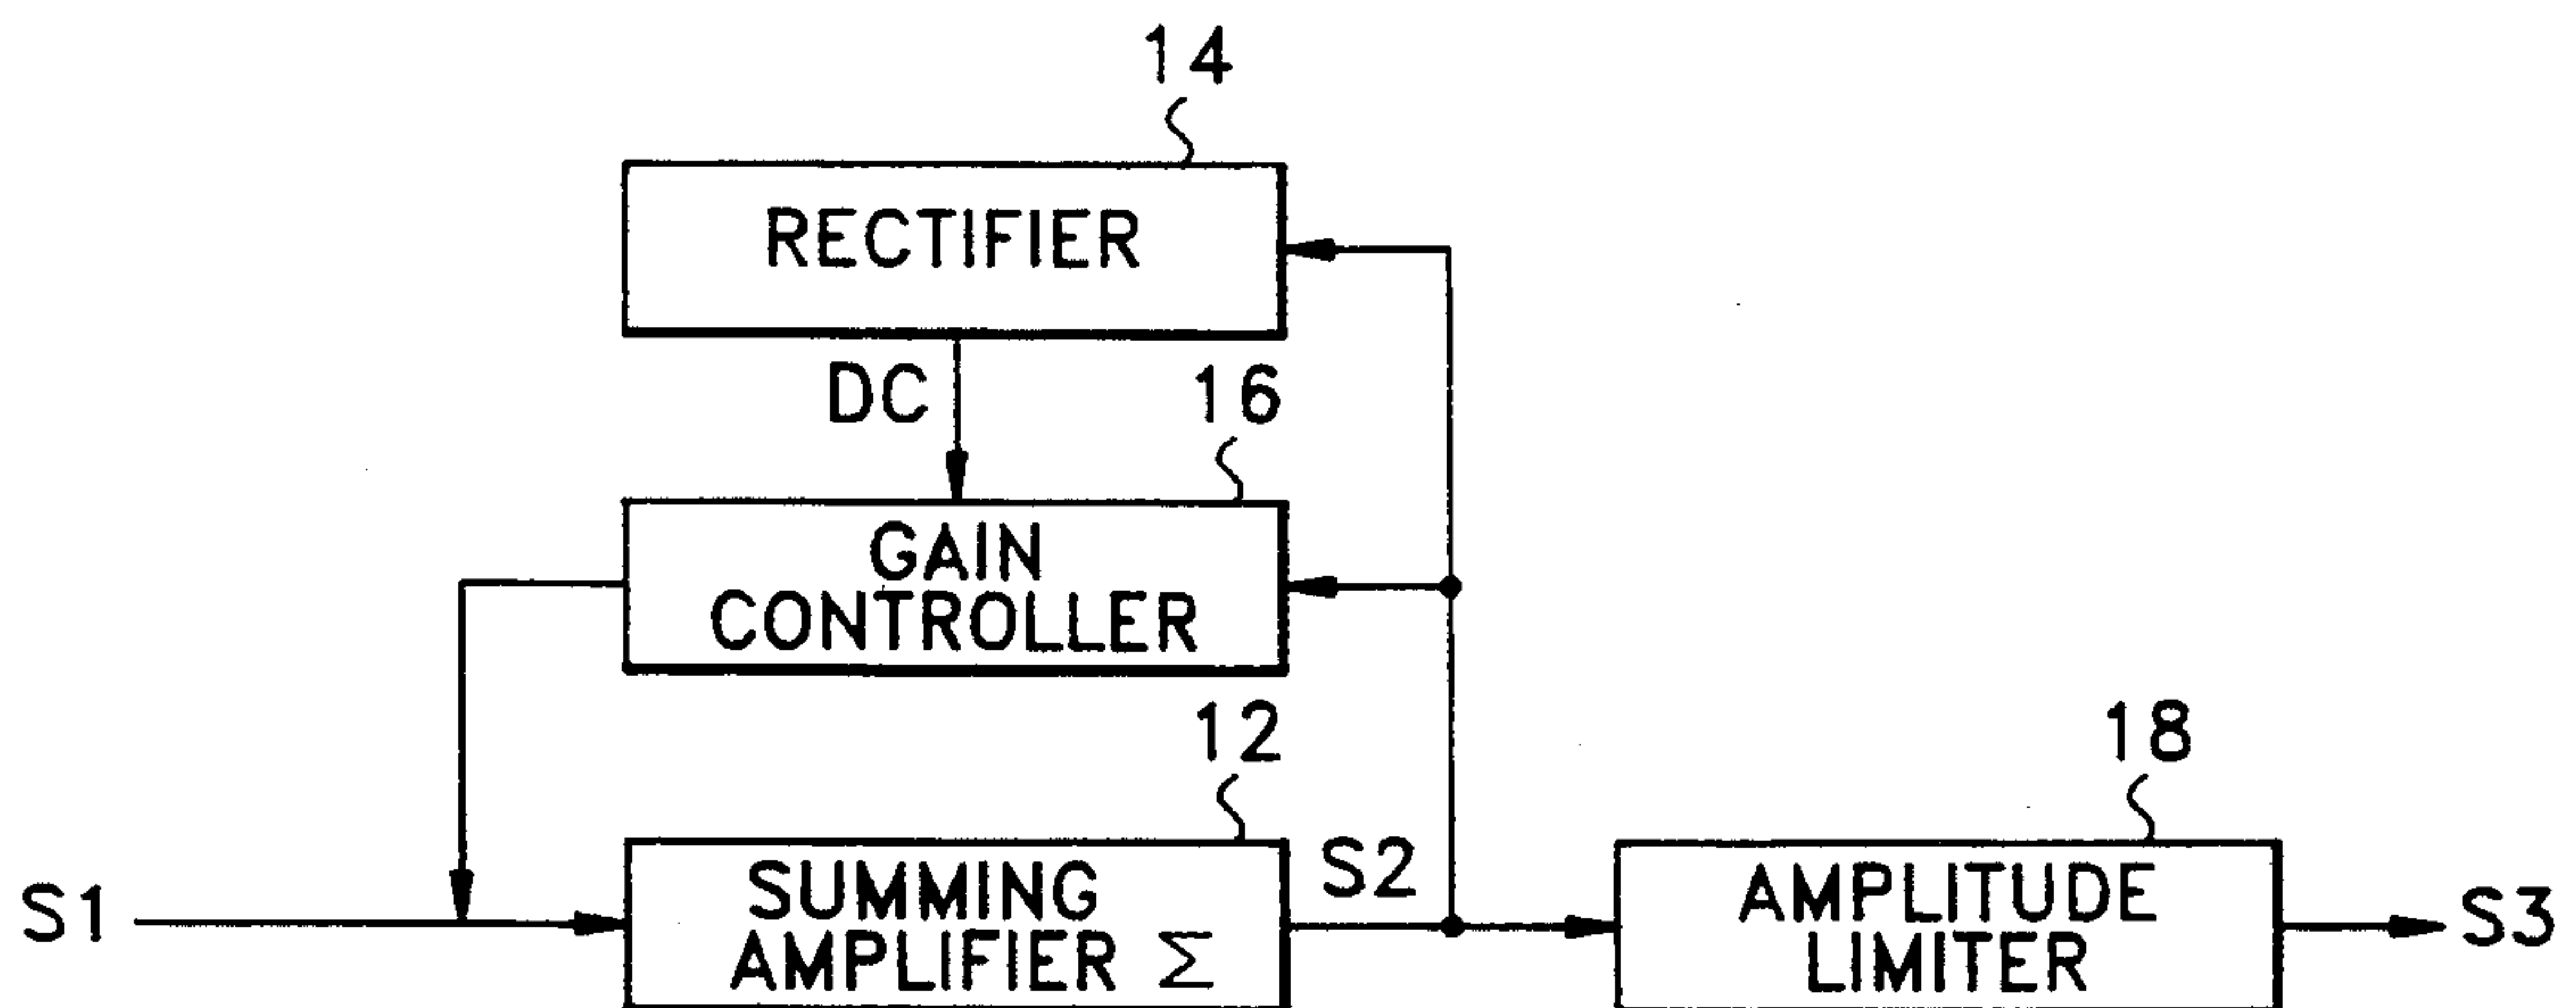 14
RECTIFIER
DC
16
GAIN
CONTROLLER
12
18
S1
SUMMING
AMPLIFIER Σ
S2
AMPLITUDE
LIMITER
S3